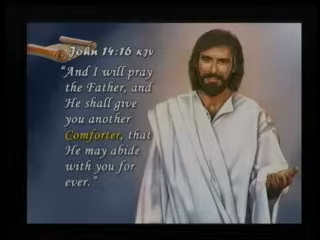 John 14:16 KJV
“And I will pray
the Father, and
He shall give
you another
Comforter, that
He may abide
with you for
ever.”